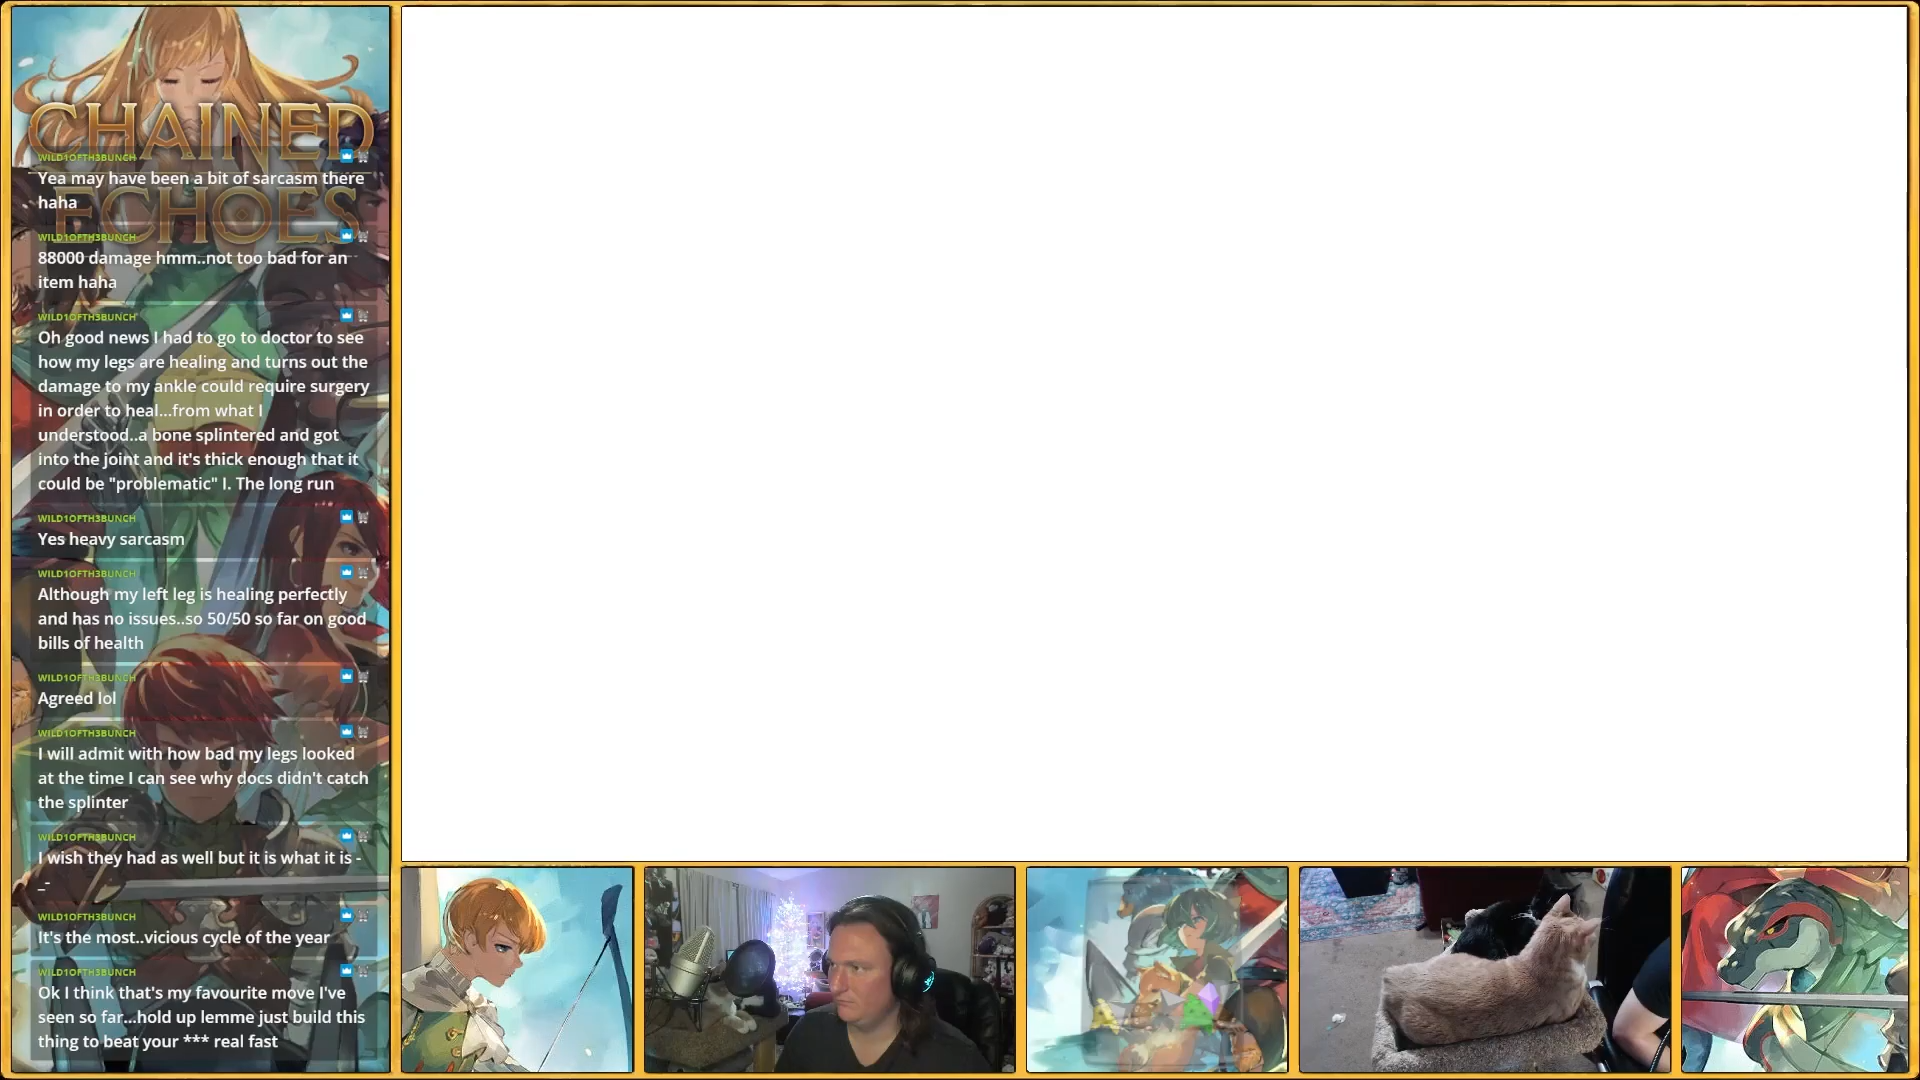 CHAINED
ECHOES
WILD1OFTH3BUNCH
Yea may have been a bit of sarcasm there
haha
WILD1OFTH3BUNCH
88000 damage hmm..not too bad for an
item haha
WILD1OFTH3BUNCH
Oh good news I had to go to doctor to see
how my legs are healing and turns out the
damage to my ankle could require surgery
in order to heal...from what I
understood..a bone splintered and got
into the joint and it's thick enough that it
could be "problematic" I. The long run
WILD1OFTH3BUNCH
Yes heavy sarcasm
WILD1OFTH3BUNCH
Although my left leg is healing perfectly
and has no issues..so 50/50 so far on good
bills of health
WILD1OFTH3BUNCH
Agreed lol
WILD1OFTH3BUNCH
I will admit with how bad my legs looked
at the time I can see why docs didn't catch
the splinter
WILD1OFTH3BUNCH
I wish they had as well but it is what it is -
_-
WILD1OFTH3BUNCH
It's the most..vicious cycle of the year
WILD1OFTH3BUNCH
Ok I think that's my favourite move I've
seen so far...hold up lemme just build this
thing to beat your *** real fast